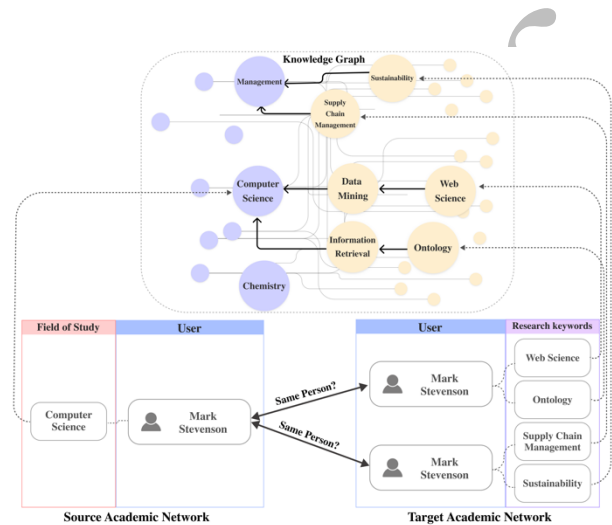 Knowledge Graph
Management
Sustainability
Supply
Chain
Management
Computer
Science
Data
Mining
Web
Science
Information
Retrieval
Ontology
Chemistry
Field of Study
User
User
Research keywords
Computer
Science
Mark
Stevenson
Same Person?
Same Person?
Mark
Stevenson
Mark
Stevenson
Web Science
Ontology
Supply Chain
Management
Sustainability
Source Academic Network
Target Academic Network